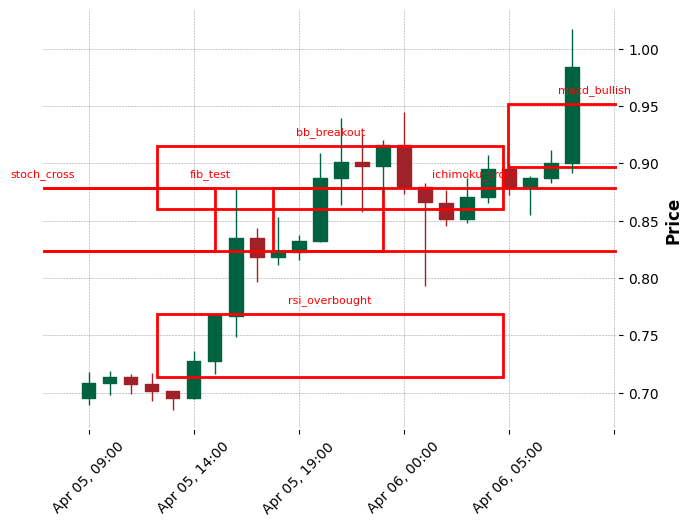 1.00
macd_bullish
0.95
bb_breakout
0.90
stoch_cross
fib_test
0.85
Price
0.80
rsi_overbought
0.75
0.70
Apr 05, 09:00
Apr 05, 14:00
Apr 05, 19:00
Apr 06, 00:00
Apr 06, 05:00